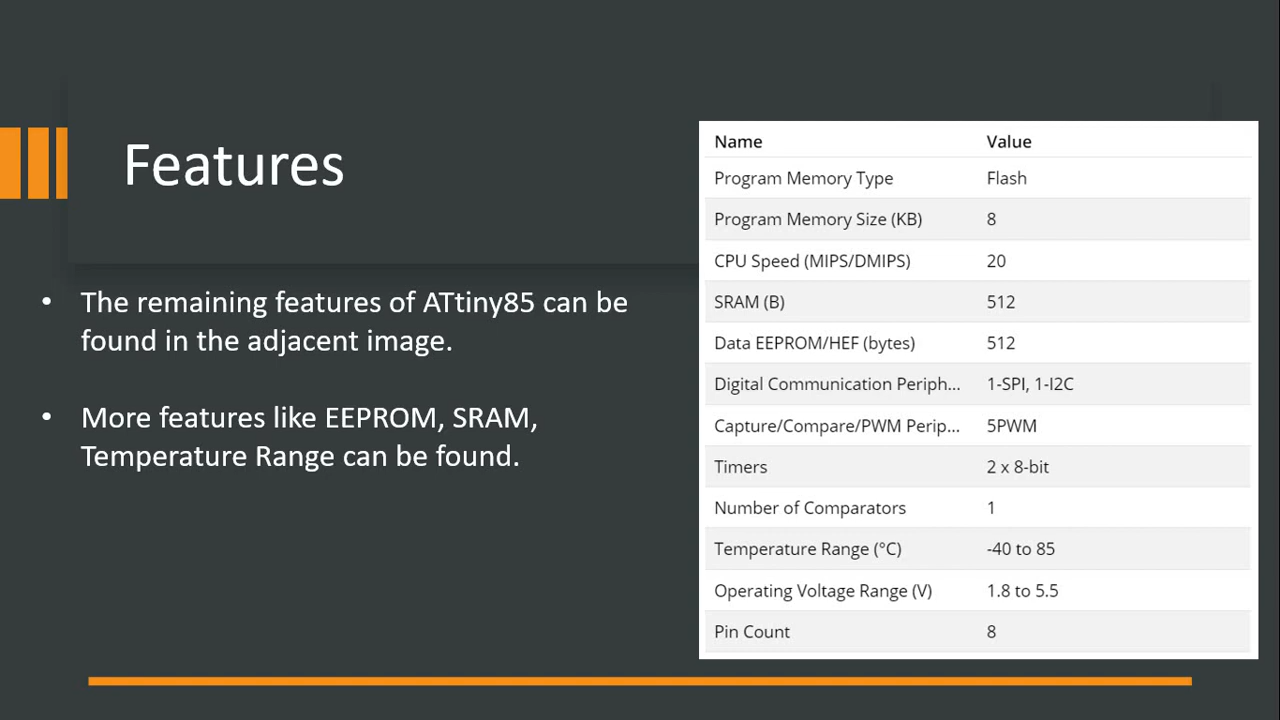 Features
• The remaining features of ATtiny85 can be
found in the adjacent image.
• More features like EEPROM, SRAM,
Temperature Range can be found.
Name Value
Program Memory Type Flash
Program Memory Size (KB) 8
CPU Speed (MIPS/DMIPS) 20
SRAM (B) 512
Data EEPROM/HEF (bytes) 512
Digital Communication Periph... 1-SPI, 1-I2C
Capture/Compare/PWM Perip... 5PWM
Timers 2 x 8-bit
Number of Comparators 1
Temperature Range (°C) -40 to 85
Operating Voltage Range (V) 1.8 to 5.5
Pin Count 8